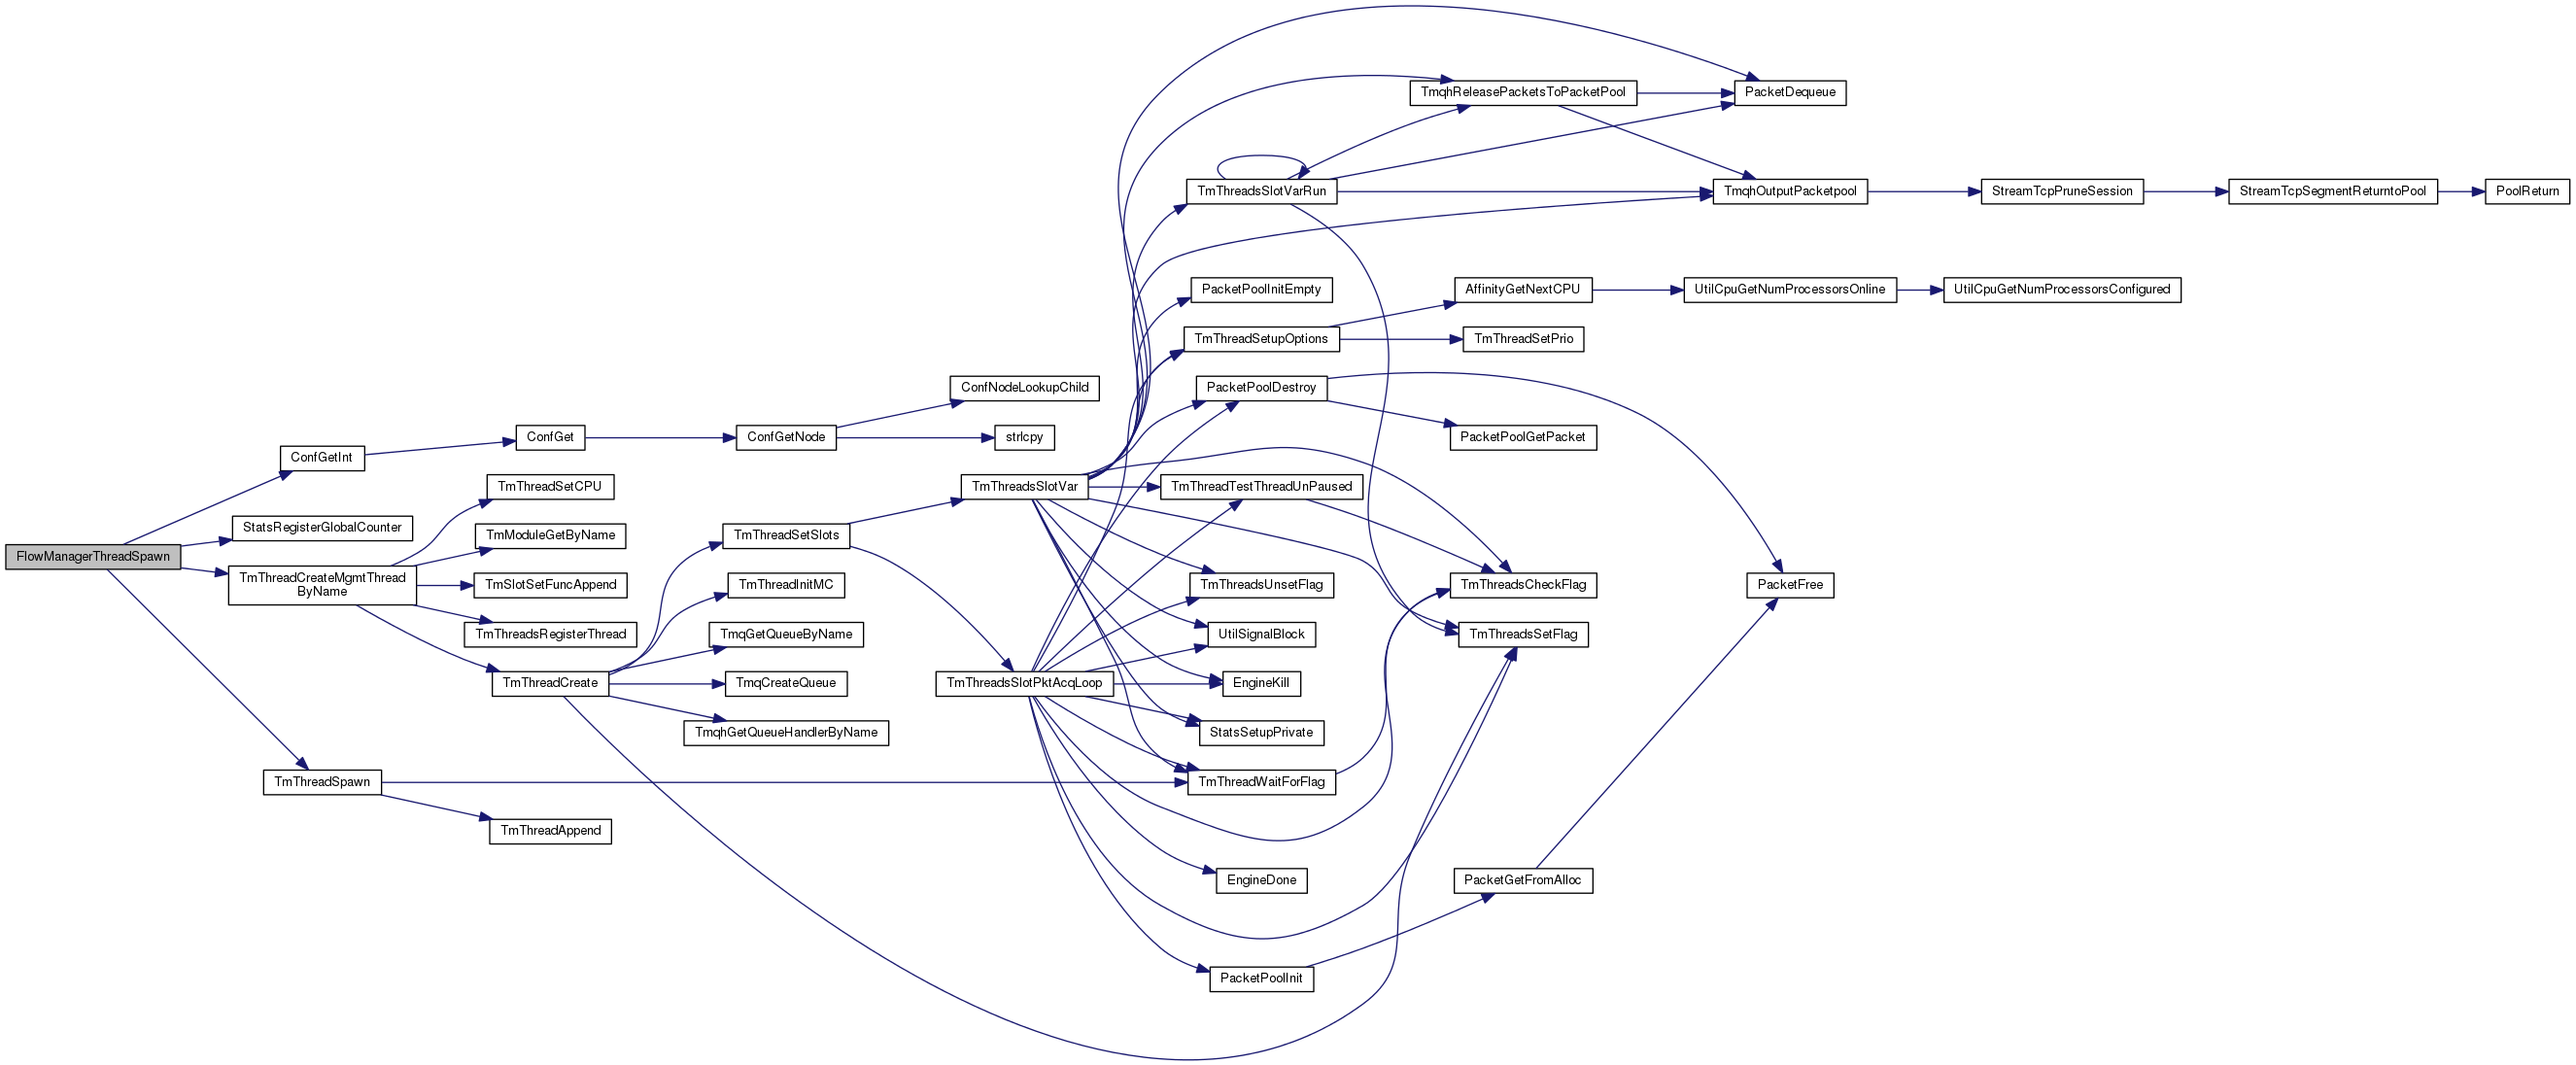 FlowManagerThreadSpawn
ConfGetInt
StatsRegisterGlobalCounter
TmThreadCreateMgmtThread
ByName
TmThreadSpawn
ConfGet
TmThreadSetCPU
TmModuleGetByName
TmSlotSetFuncAppend
TmThreadsRegisterThread
TmThreadCreate
TmThreadAppend
ConfGetNode
TmThreadSetSlots
TmThreadInitMC
TmqGetQueueByName
TmqCreateQueue
TmqhGetQueueHandlerByName
ConfNodeLookupChild
strlcpy
TmThreadsSlotVar
TmThreadsSlotPktAcqLoop
TmThreadsSlotVarRun
PacketPoolInitEmpty
TmThreadSetupOptions
PacketPoolDestroy
TmThreadTestThreadUnPaused
TmThreadsUnsetFlag
UtilSignalBlock
EngineKill
StatsSetupPrivate
TmThreadWaitForFlag
EngineDone
PacketPoolInit
TmqhReleasePacketsToPacketPool
AffinityGetNextCPU
TmThreadSetPrio
PacketPoolGetPacket
TmThreadsCheckFlag
TmThreadsSetFlag
PacketGetFromAlloc
PacketDequeue
TmqhOutputPacketpool
UtilCpuGetNumProcessorsOnline
PacketFree
StreamTcpPruneSession
UtilCpuGetNumProcessorsConfigured
StreamTcpSegmentReturntoPool
PoolReturn